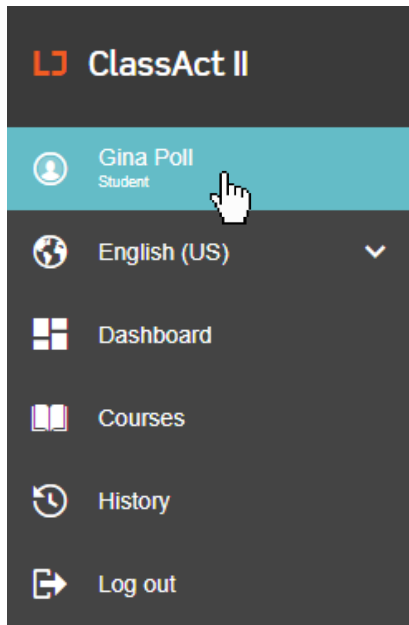 LJ ClassAct II
Gina Poll
Student
English (US)
Dashboard
Courses
History
Log out